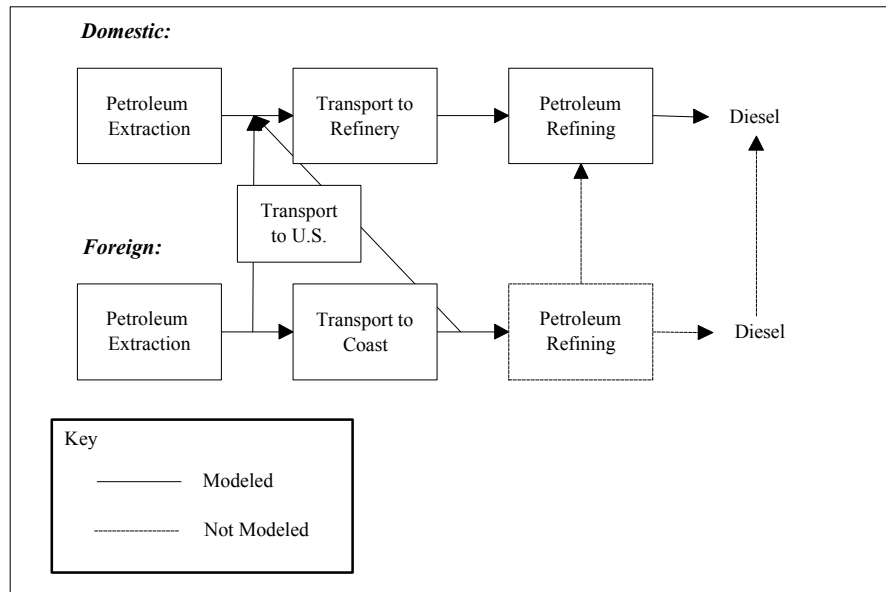 Domestic:
Petroleum
Extraction
Transport to
Refinery
Petroleum
Refining
Diesel
Transport
to U.S.
Foreign:
Petroleum
Extraction
Transport to
Coast
Petroleum
Refining
Diesel
Key
Modeled
Not Modeled